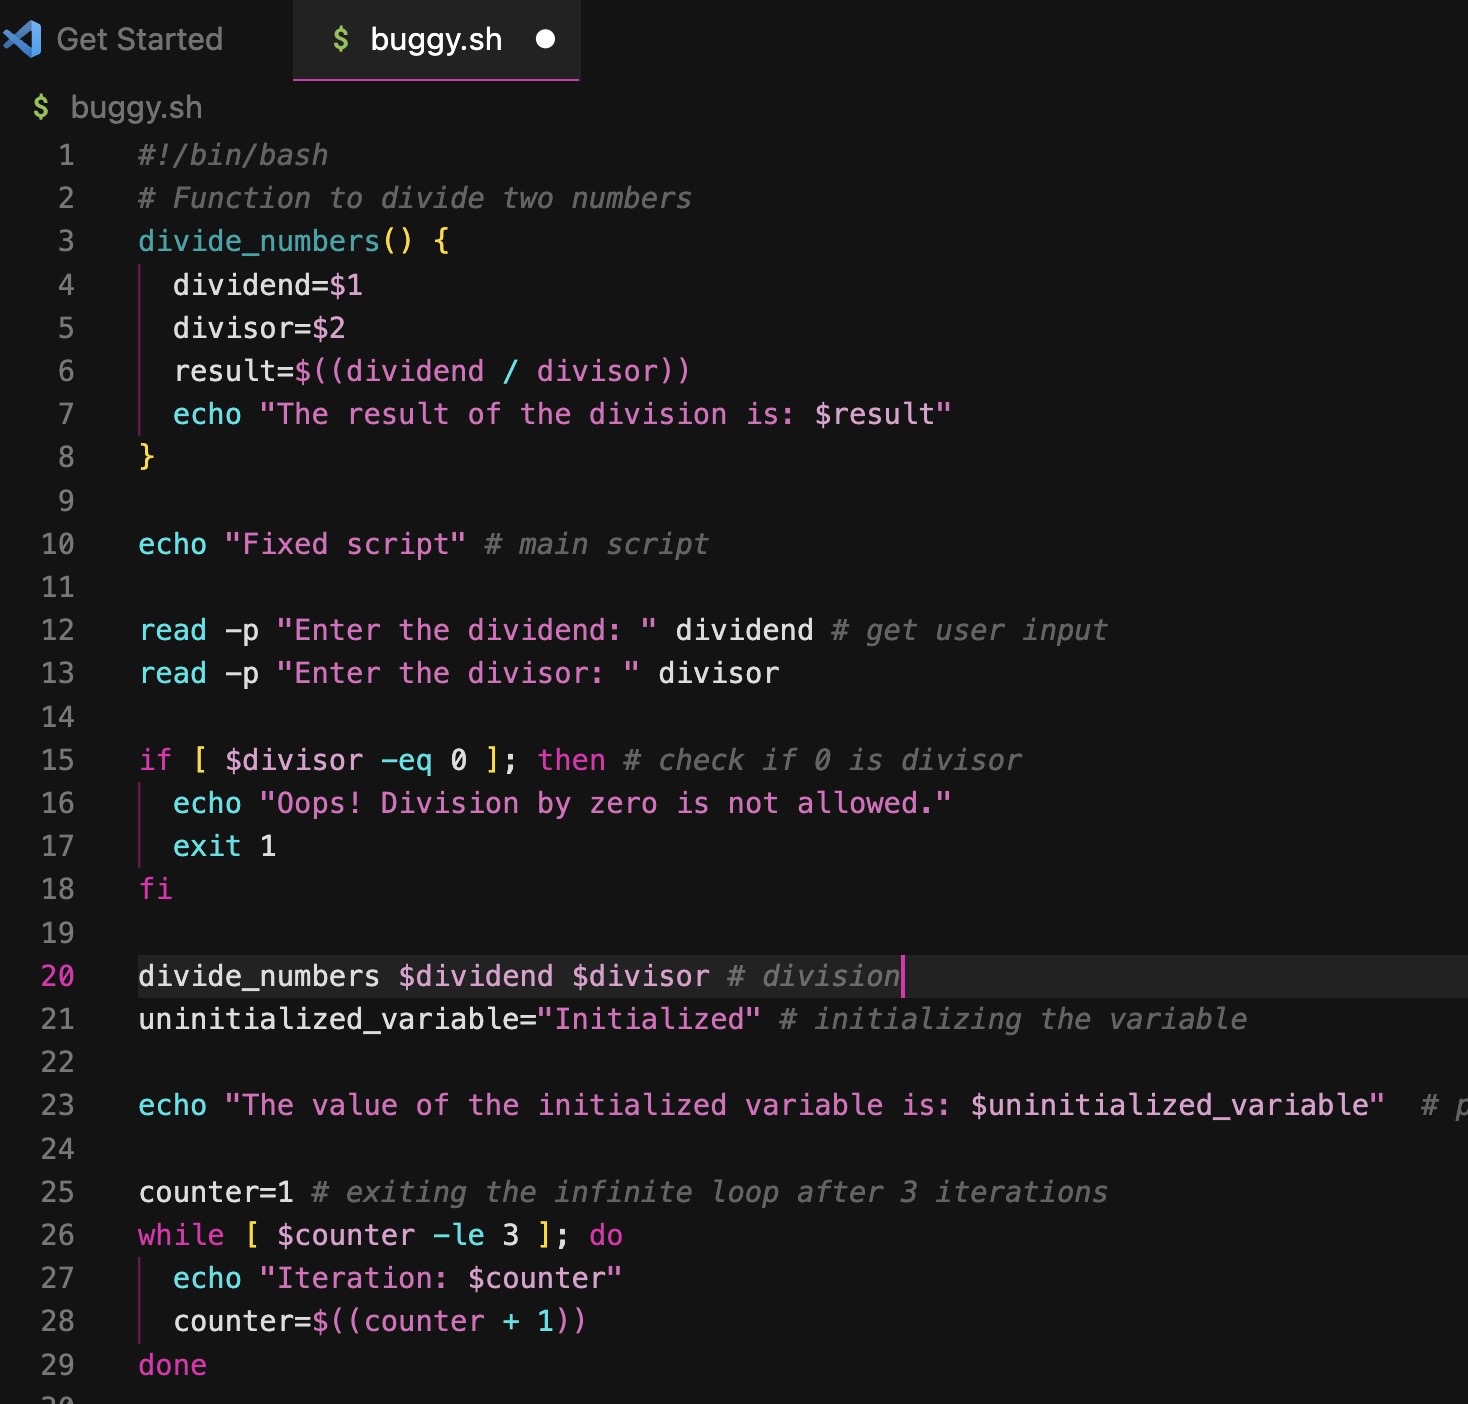 Get Started
$ buggy.sh
$ buggy.sh
1 #!/bin/bash
2 # Function to divide two numbers
3 divide_numbers() {
4   dividend=$1
5   divisor=$2
6   result=$((dividend / divisor))
7   echo "The result of the division is: $result"
8 }
9
10 echo "Fixed script" # main script
11
12 read -p "Enter the dividend: " dividend # get user input
13 read -p "Enter the divisor: " divisor
14
15 if [ $divisor -eq 0 ]; then # check if 0 is divisor
16   echo "Oops! Division by zero is not allowed."
17   exit 1
18 fi
19
20 divide_numbers $dividend $divisor # division
21 uninitialized_variable="Initialized" # initializing the variable
22
23 echo "The value of the initialized variable is: $uninitialized_variable"  #
24
25 counter=1 # exiting the infinite loop after 3 iterations
26 while [ $counter -le 3 ]; do
27   echo "Iteration: $counter"
28   counter=$((counter + 1))
29 done